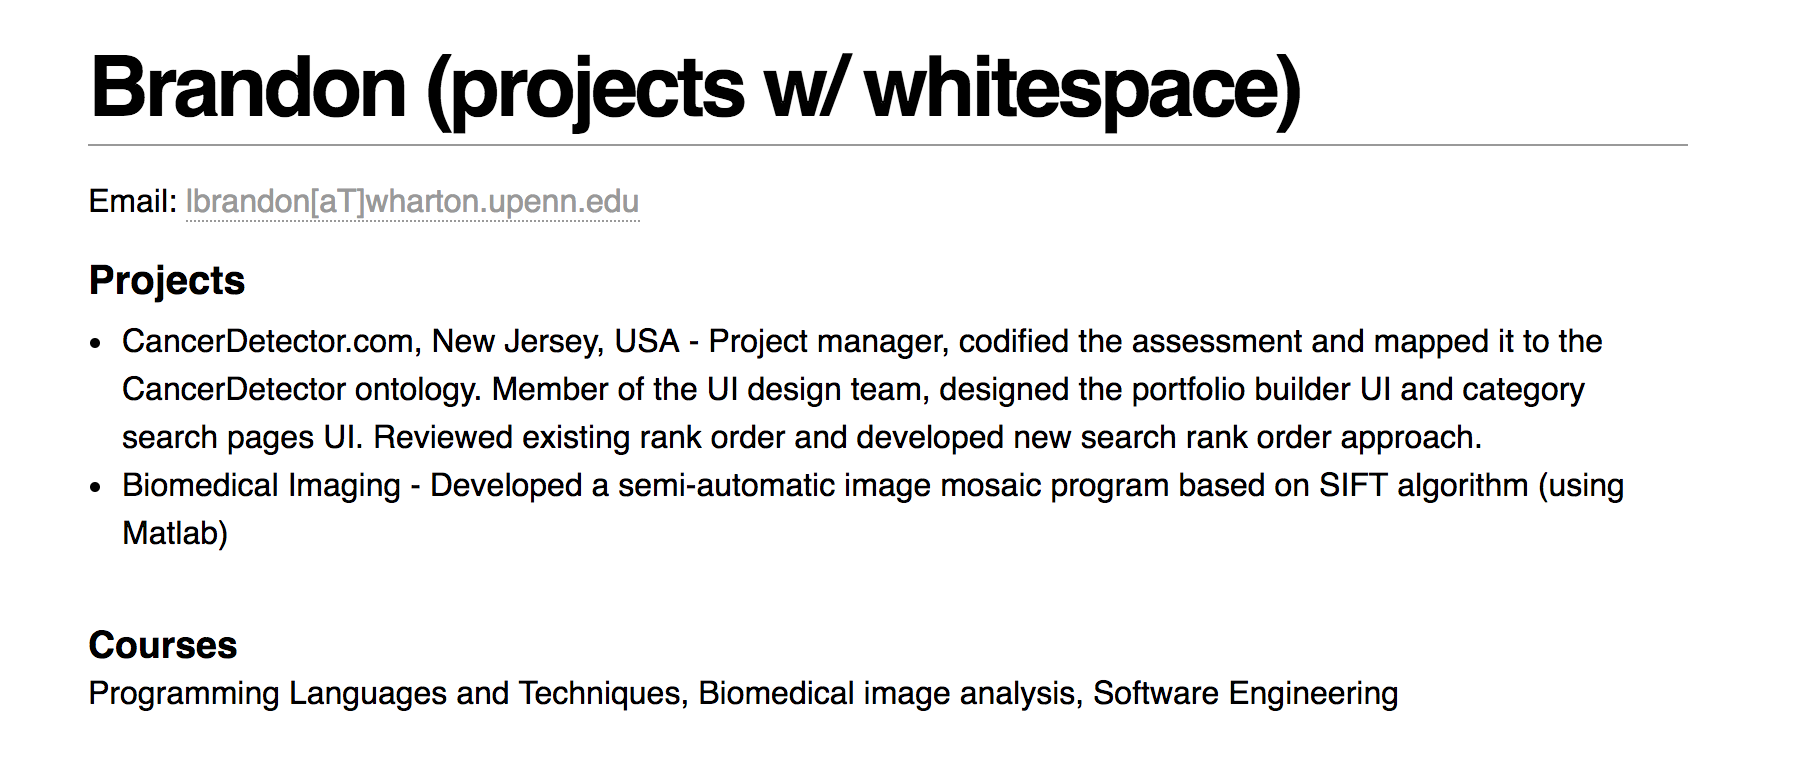 Brandon (projects w/ whitespace)
Email: lbrandon[aT]wharton.upenn.edu
Projects
• CancerDetector.com, New Jersey, USA - Project manager, codified the assessment and mapped it to the
CancerDetector ontology. Member of the UI design team, designed the portfolio builder UI and category
search pages UI. Reviewed existing rank order and developed new search rank order approach.
• Biomedical Imaging - Developed a semi-automatic image mosaic program based on SIFT algorithm (using
Matlab)
Courses
Programming Languages and Techniques, Biomedical image analysis, Software Engineering